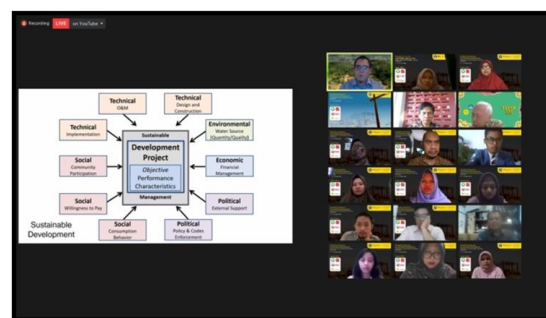 Recording
LIVE
on YouTube
Technical
O&M
Technical
Design and
Construction
Technical
Implementation
Sustainable
Environmental
Water Source
(Quantity/Quality)
Development
Project
Objective
Performance
Characteristics
Social
Community
Participation
Economic
Financial
Management
Management
Social
Willingness to Pay
Political
External Support
Social
Consumption
Behavior
Political
Policy & Codes
Enforcement
Sustainable
Development